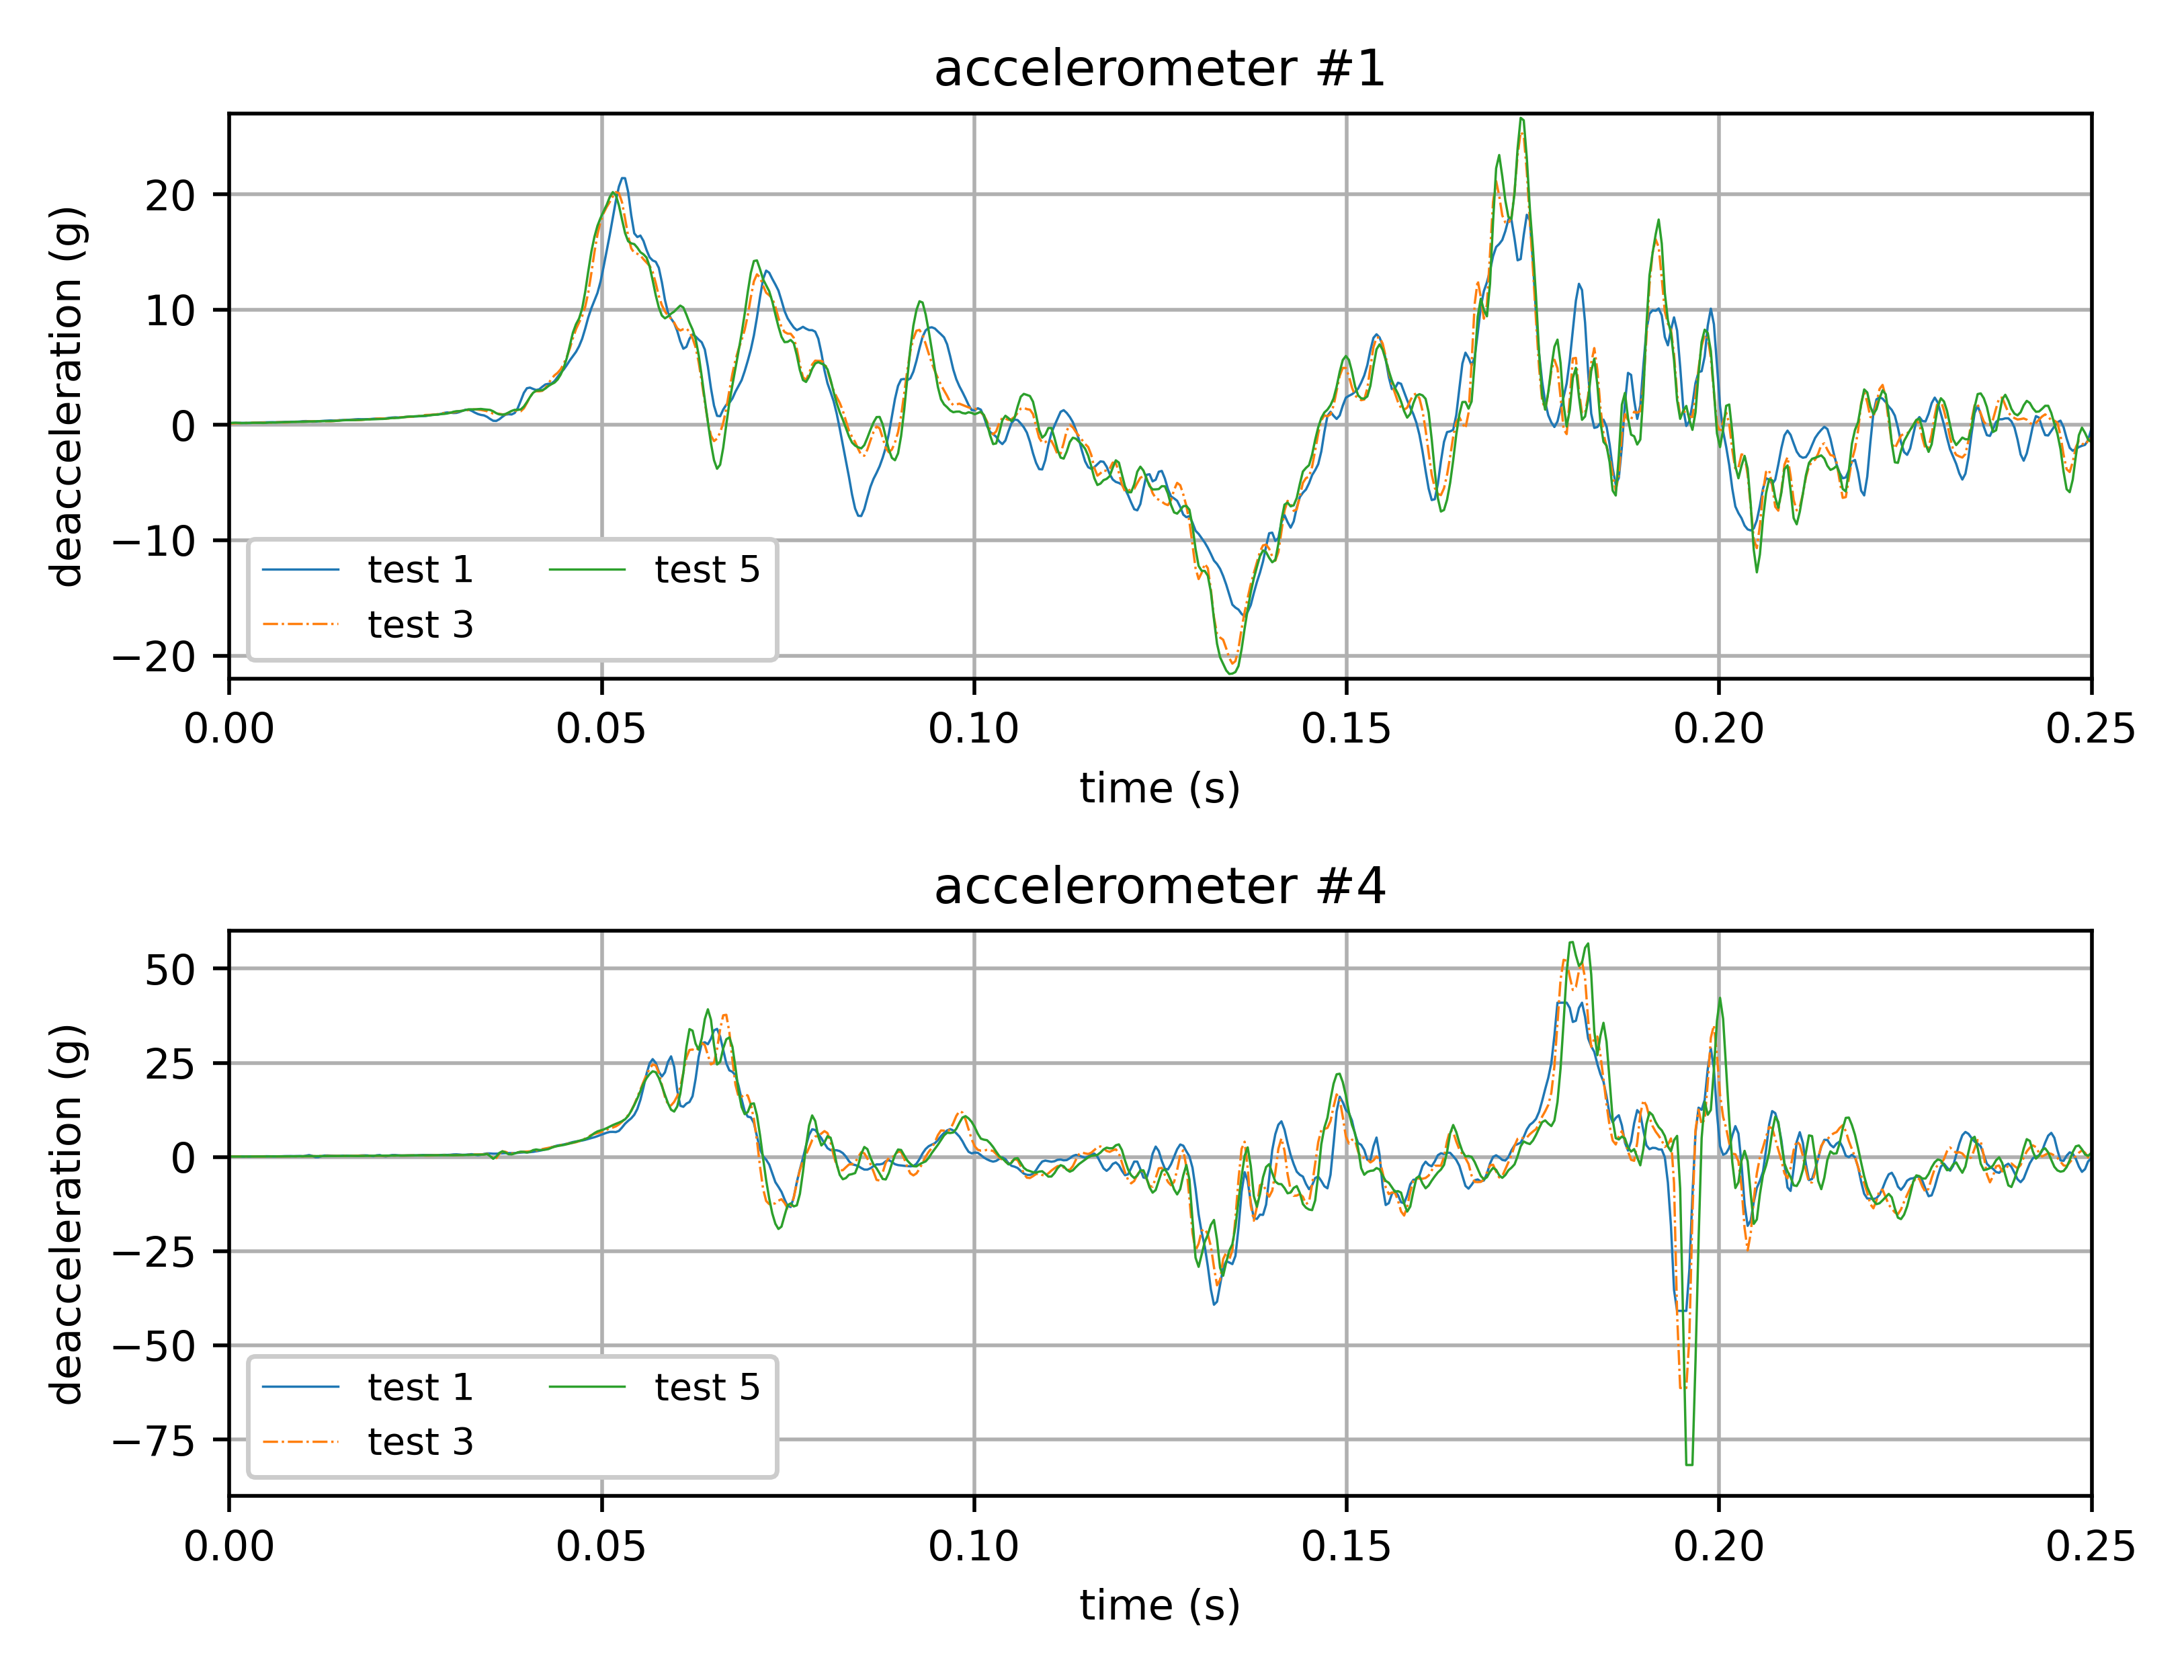 accelerometer #1
deacceleration (g)
20
10
0
−10
−20
test 1
test 5
test 3
0.00
0.05
0.10
0.15
0.20
0.25
time (s)
accelerometer #4
deacceleration (g)
50
25
0
−25
−50
−75
test 1
test 5
test 3
0.00
0.05
0.10
0.15
0.20
0.25
time (s)